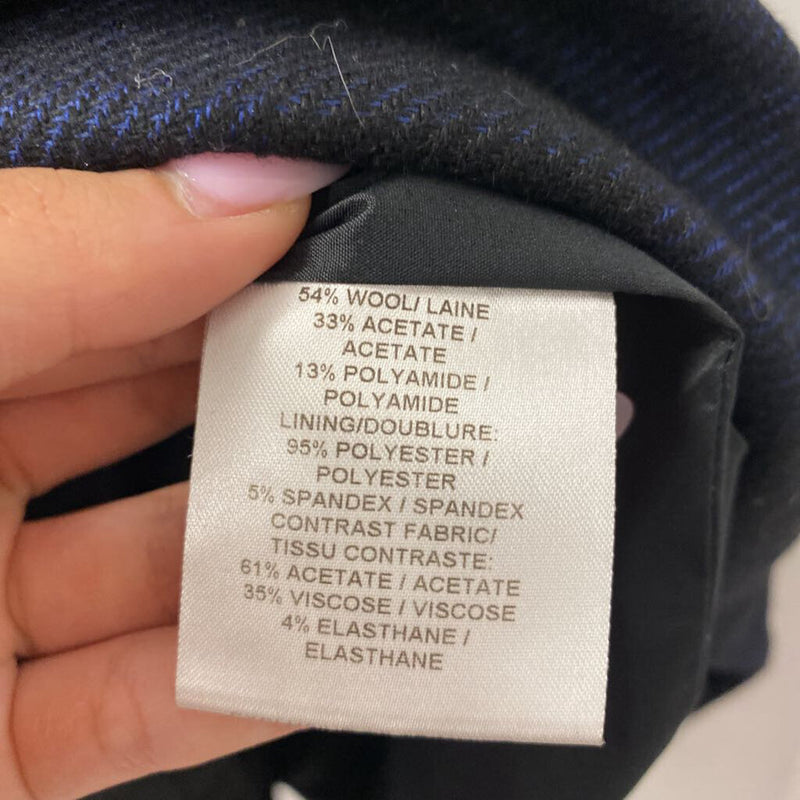 54% WOOL/ LAINE
33% ACETATE /
ACETATE
13% POLYAMIDE /
POLYAMIDE
LINING/DOUBLURE:
95% POLYESTER /
POLYESTER
5% SPANDEX / SPANDEX
CONTRAST FABRIC/
TISSU CONTRASTE:
61% ACETATE / ACETATE
35% VISCOSE / VISCOSE
4% ELASTHANE /
ELASTHANE